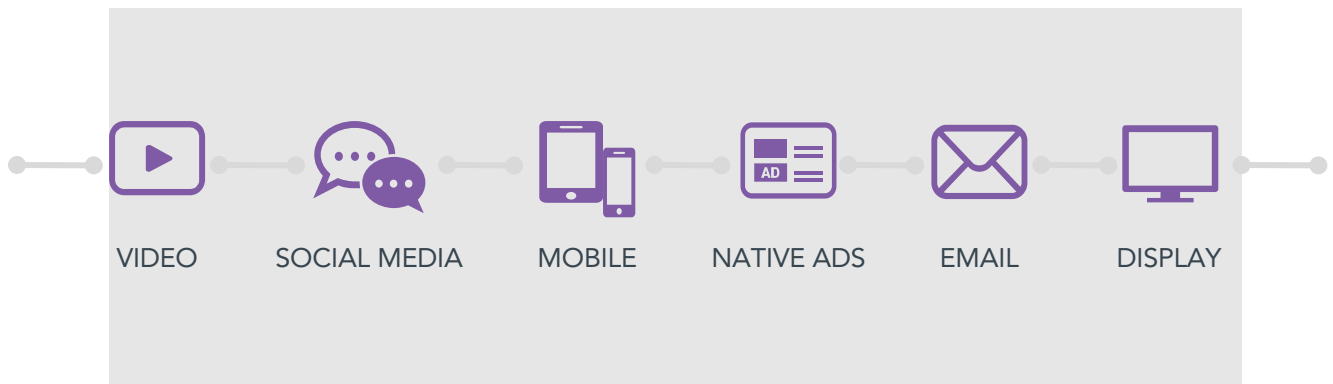 AD
VIDEO
SOCIAL MEDIA
MOBILE
NATIVE ADS
EMAIL
DISPLAY